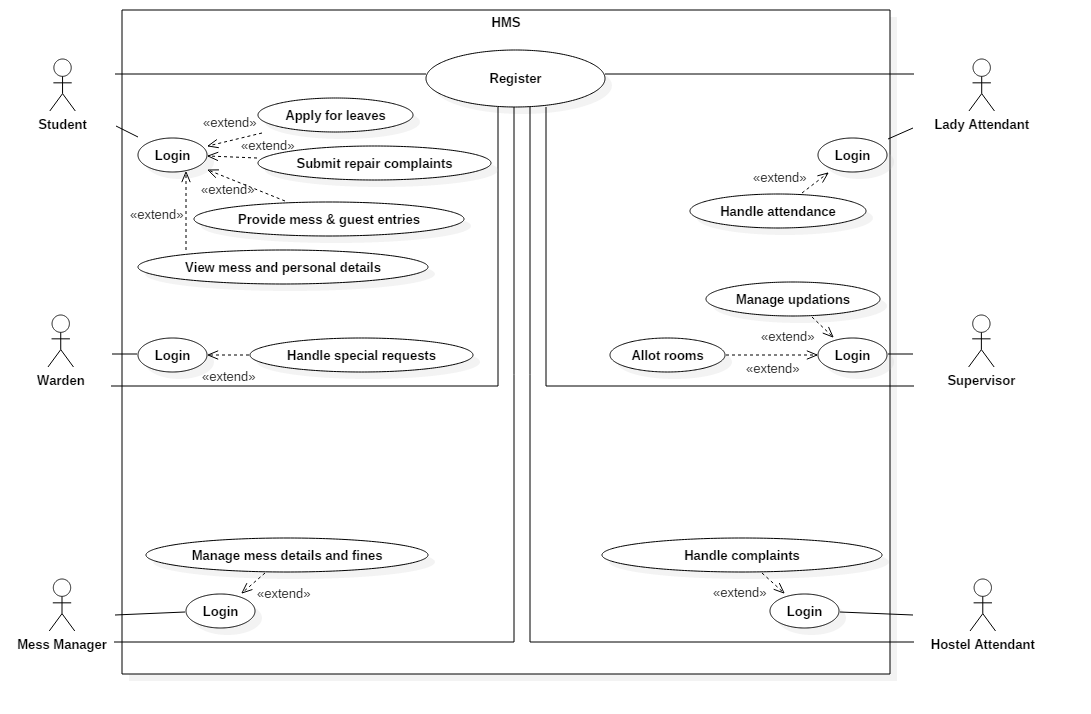 HMS
Register
Student
Lady Attendant
«extend»
Apply for leaves
Login
«extend»
Submit repair complaints
Login
«extend»
«extend»
Provide mess & guest entries
Handle attendance
«extend»
View mess and personal details
Manage updations
«extend»
Warden
Login
Handle special requests
Allot rooms
Login
Supervisor
«extend»
«extend»
Manage mess details and fines
Handle complaints
«extend»
«extend»
Mess Manager
Login
Login
Hostel Attendant